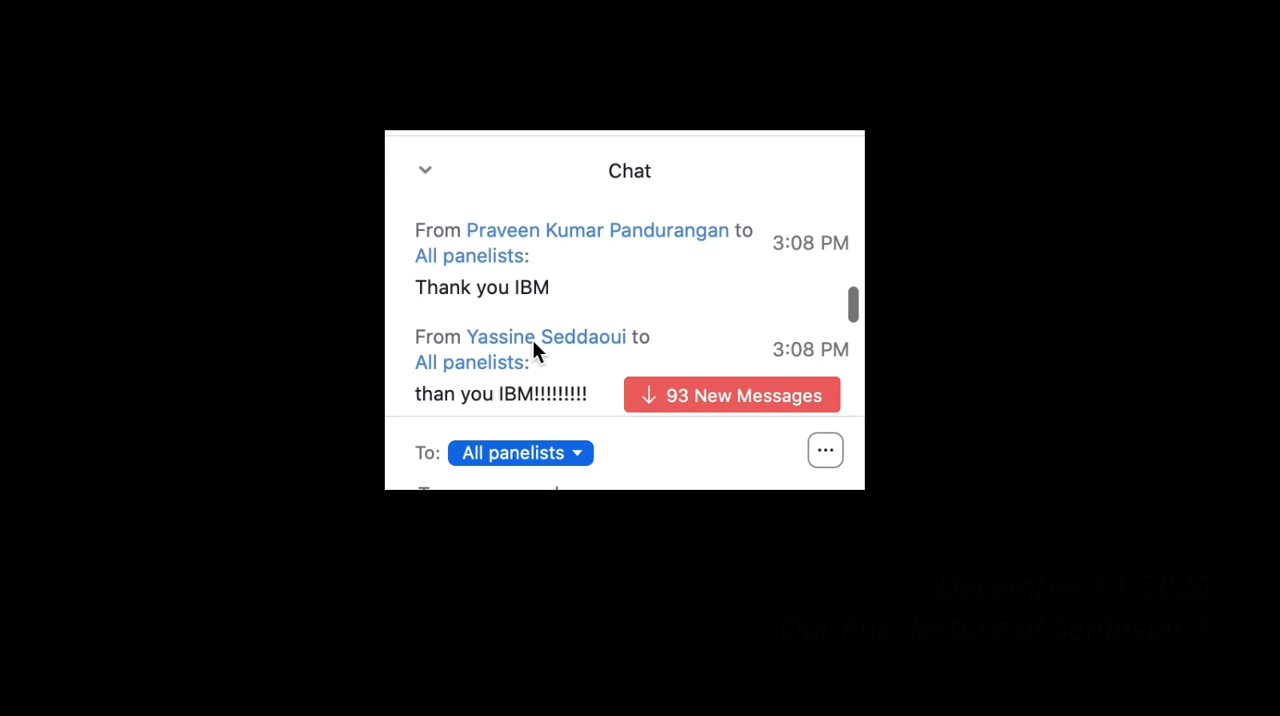 Chat
From Praveen Kumar Pandurangan to
All panelists:
3:08 PM
Thank you IBM
From Yassine Seddaoui to
All panelists:
3:08 PM
than you IBM!!!!!!!!!
↓ 93 New Messages
To: All panelists
December 13, 2020
Our final lecture of Semester 1